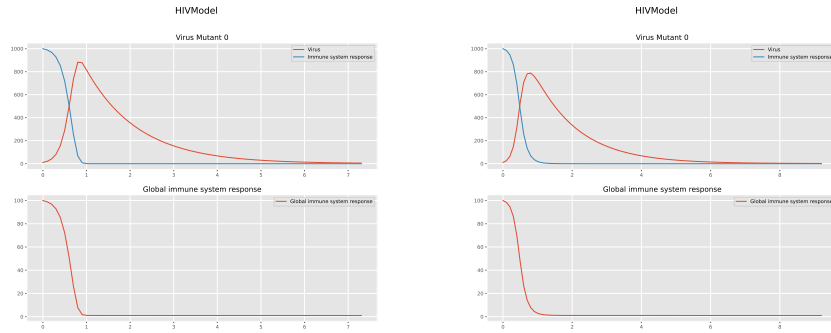 HIVModel
Virus Mutant 0
Virus
Immune system response
1000
800
600
400
200
0
0 1 2 3 4 5 6 7
Global immune system response
Global immune system response
100
80
60
40
20
0
0 1 2 3 4 5 6 7
HIVModel
Virus Mutant 0
Virus
Immune system response
1000
800
600
400
200
0
0 2 4 6 8
Global immune system response
Global immune system response
100
80
60
40
20
0
0 2 4 6 8